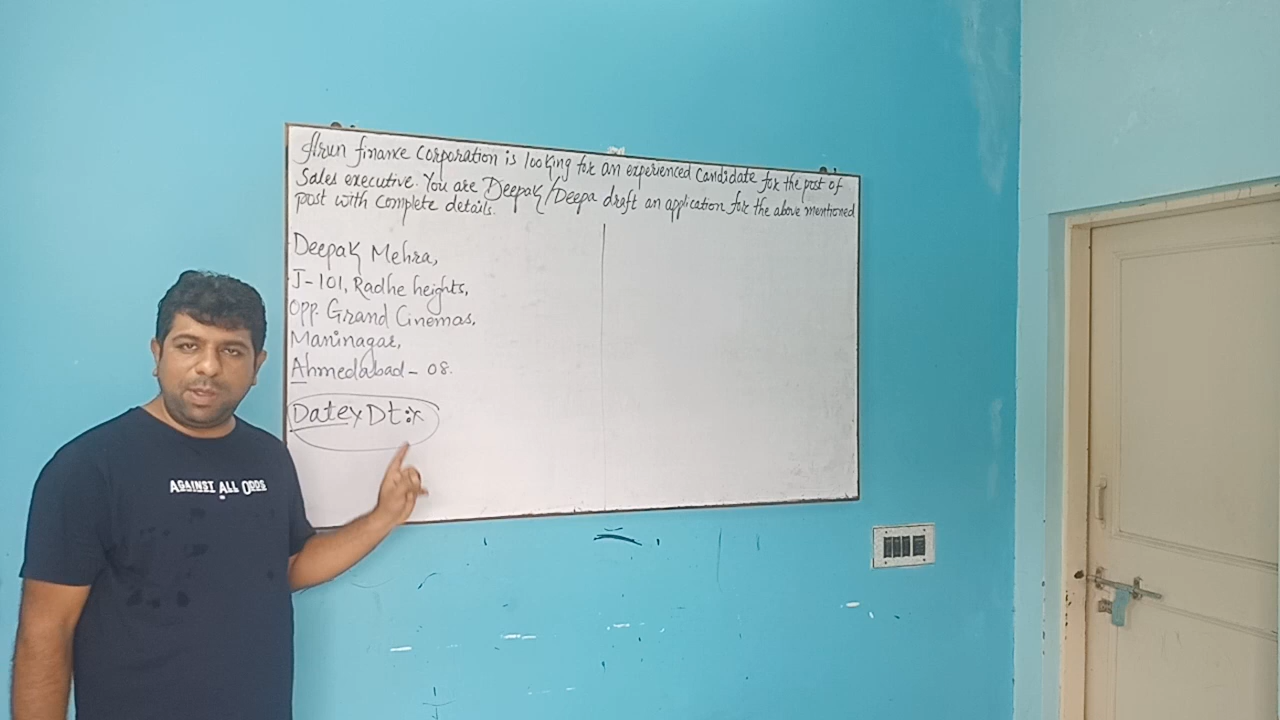 Arun finance Corporation is looking for an experienced candidate for the post of
Sales executive. You are Deepak/Deepa draft an application for the above mentioned
post with complete details.
Deepak Mehra,
J-101, Radhe heights,
Opp. Grand Cinemas,
Maninagar,
Ahmedabad - 08.
Datex Dt:x
AGAINST ALL ODDS